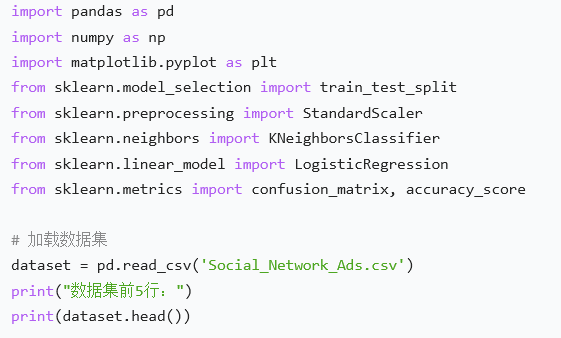 import pandas as pd
import numpy as np
import matplotlib.pyplot as plt
from sklearn.model_selection import train_test_split
from sklearn.preprocessing import StandardScaler
from sklearn.neighbors import KNeighborsClassifier
from sklearn.linear_model import LogisticRegression
from sklearn.metrics import confusion_matrix, accuracy_score

# 加载数据集
dataset = pd.read_csv('Social_Network_Ads.csv')
print("数据集前5行：")
print(dataset.head())